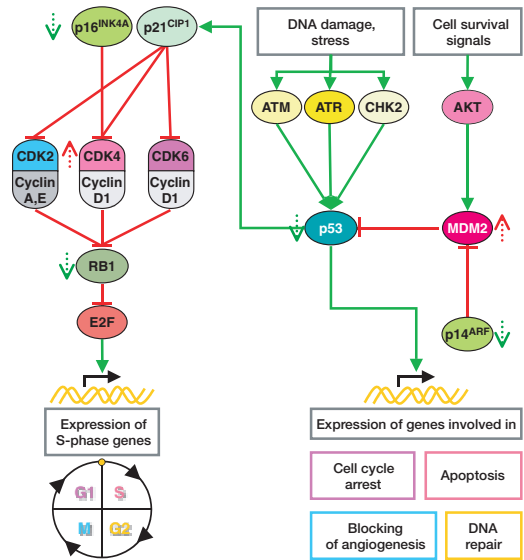 p16INK4A
p21CIP1
DNA damage,
stress
Cell survival
signals
ATM
ATR
CHK2
AKT
CDK2
CDK4
CDK6
Cyclin
A,E
Cyclin
D1
Cyclin
D1
p53
MDM2
RB1
E2F
p14ARF
Expression of
S-phase genes
Expression of genes involved in
G1
S
M
G2
Cell cycle
arrest
Apoptosis
Blocking
of angiogenesis
DNA
repair